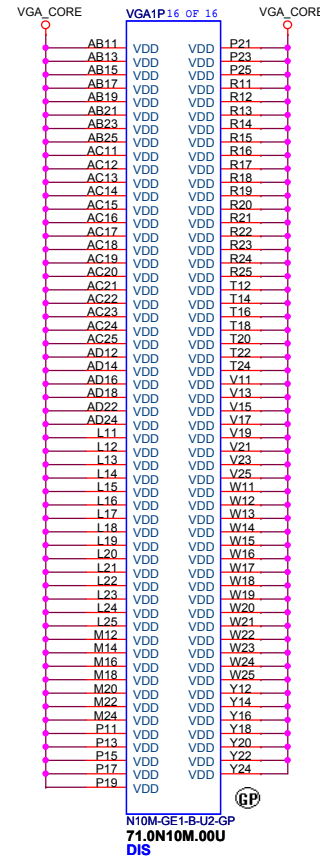 VGA_CORE VGA1P 16 OF 16 VGA_CORE
AB11 VDD VDD P21
AB13 VDD VDD P23
AB15 VDD VDD P25
AB17 VDD VDD R11
AB19 VDD VDD R12
AB21 VDD VDD R13
AB23 VDD VDD R14
AB25 VDD VDD R15
AC11 VDD VDD R16
AC12 VDD VDD R17
AC13 VDD VDD R18
AC14 VDD VDD R19
AC15 VDD VDD R20
AC16 VDD VDD R21
AC17 VDD VDD R22
AC18 VDD VDD R23
AC19 VDD VDD R24
AC20 VDD VDD R25
AC21 VDD VDD T12
AC22 VDD VDD T14
AC23 VDD VDD T16
AC24 VDD VDD T18
AC25 VDD VDD T20
AD12 VDD VDD T22
AD14 VDD VDD T24
AD16 VDD VDD V11
AD18 VDD VDD V13
AD22 VDD VDD V15
AD24 VDD VDD V17
L11 VDD VDD V19
L12 VDD VDD V21
L13 VDD VDD V23
L14 VDD VDD V25
L15 VDD VDD W11
L16 VDD VDD W12
L17 VDD VDD W13
L18 VDD VDD W14
L19 VDD VDD W15
L20 VDD VDD W16
L21 VDD VDD W17
L22 VDD VDD W18
L23 VDD VDD W19
L24 VDD VDD W20
L25 VDD VDD W21
M12 VDD VDD W22
M14 VDD VDD W23
M16 VDD VDD W24
M18 VDD VDD W25
M20 VDD VDD Y12
M22 VDD VDD Y14
M24 VDD VDD Y16
P11 VDD VDD Y18
P13 VDD VDD Y20
P15 VDD VDD Y22
P17 VDD VDD Y24
P19 VDD
GP
N10M-GE1-B-U2-GP
71.0N10M.00U
DIS